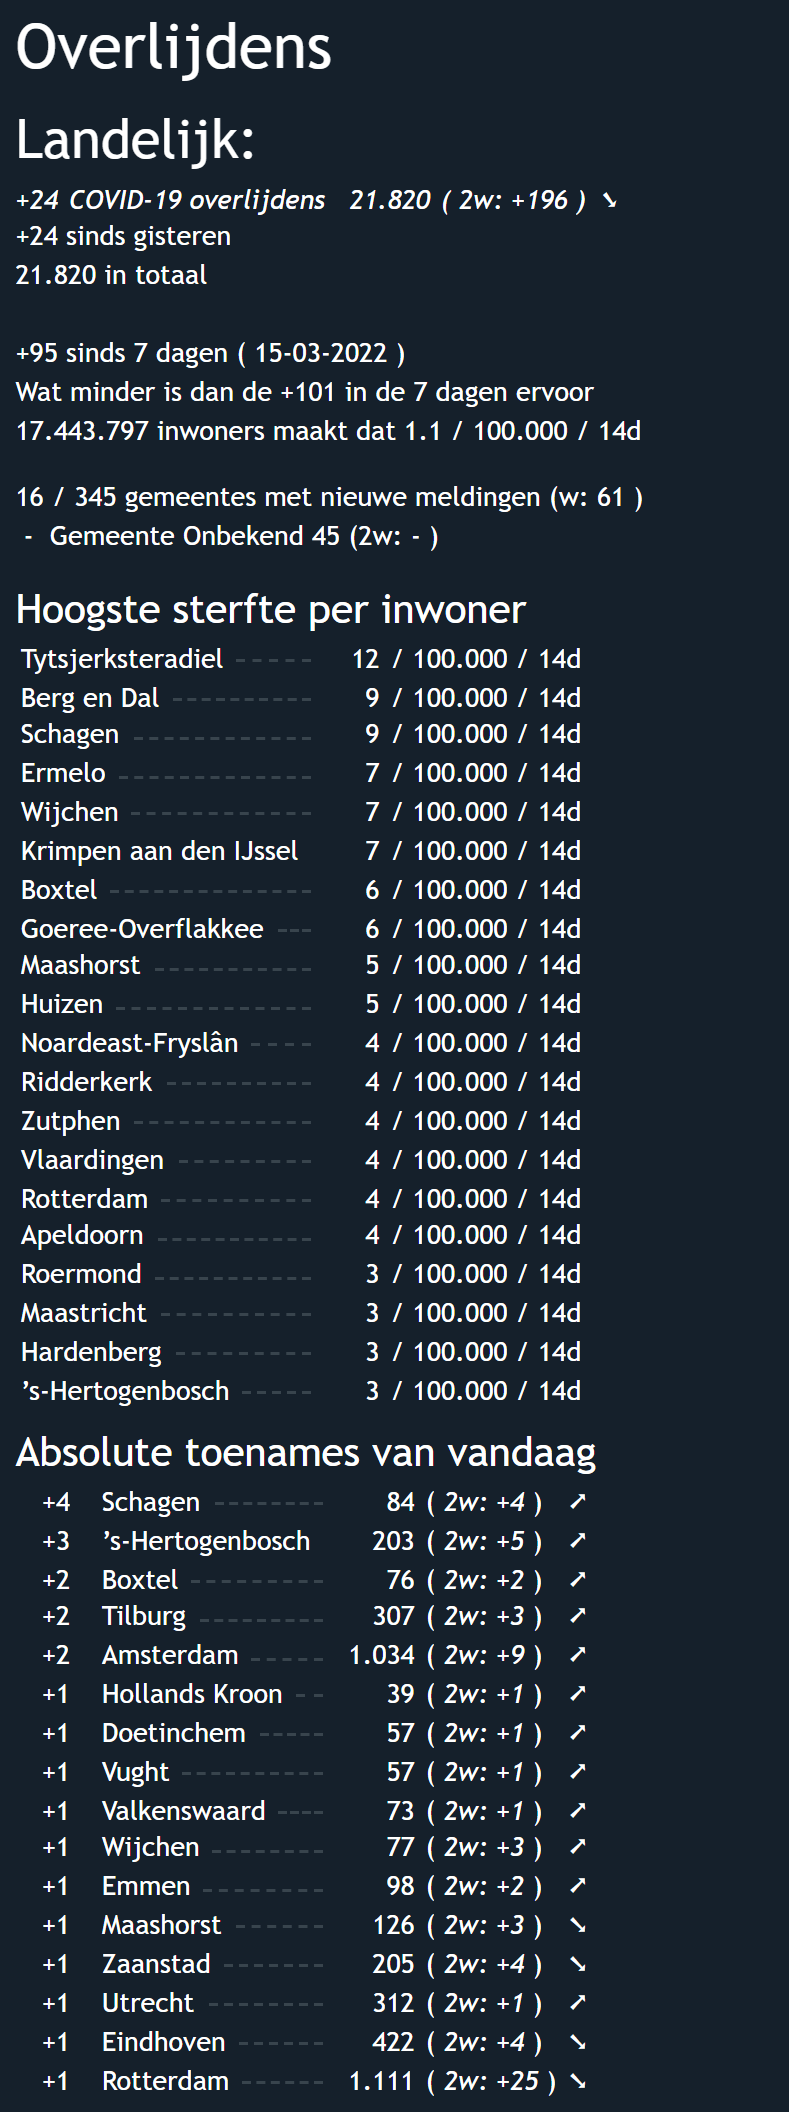 Overlijdens
Landelijk:
+24 COVID-19 overlijdens 21.820 ( 2w: +196 ) ➘
+24 sinds gisteren
21.820 in totaal
+95 sinds 7 dagen ( 15-03-2022 )
Wat minder is dan de +101 in de 7 dagen ervoor
17.443.797 inwoners maakt dat 1.1 / 100.000 / 14d
16 / 345 gemeentes met nieuwe meldingen (w: 61 )
- Gemeente Onbekend 45 (2w: - )
Hoogste sterfte per inwoner
Tytsjerksteradiel ----- 12 / 100.000 / 14d
Berg en Dal ---------- 9 / 100.000 / 14d
Schagen ------------ 9 / 100.000 / 14d
Ermelo ------------- 7 / 100.000 / 14d
Wijchen ------------ 7 / 100.000 / 14d
Krimpen aan den IJssel 7 / 100.000 / 14d
Boxtel -------------- 6 / 100.000 / 14d
Goeree-Overflakkee --- 6 / 100.000 / 14d
Maashorst ----------- 5 / 100.000 / 14d
Huizen ------------- 5 / 100.000 / 14d
Noardeast-Fryslân ---- 4 / 100.000 / 14d
Ridderkerk ---------- 4 / 100.000 / 14d
Zutphen ------------ 4 / 100.000 / 14d
Vlaardingen --------- 4 / 100.000 / 14d
Rotterdam ---------- 4 / 100.000 / 14d
Apeldoorn ---------- 4 / 100.000 / 14d
Roermond ----------- 3 / 100.000 / 14d
Maastricht ---------- 3 / 100.000 / 14d
Hardenberg --------- 3 / 100.000 / 14d
’s-Hertogenbosch ----- 3 / 100.000 / 14d
Absolute toenames van vandaag
+4 Schagen -------- 84 ( 2w: +4 ) ➚
+3 ’s-Hertogenbosch 203 ( 2w: +5 ) ➚
+2 Boxtel --------- 76 ( 2w: +2 ) ➚
+2 Tilburg --------- 307 ( 2w: +3 ) ➚
+2 Amsterdam ----- 1.034 ( 2w: +9 ) ➚
+1 Hollands Kroon -- 39 ( 2w: +1 ) ➚
+1 Doetinchem ----- 57 ( 2w: +1 ) ➚
+1 Vught ---------- 57 ( 2w: +1 ) ➚
+1 Valkenswaard ---- 73 ( 2w: +1 ) ➚
+1 Wijchen -------- 77 ( 2w: +3 ) ➚
+1 Emmen --------- 98 ( 2w: +2 ) ➚
+1 Maashorst ------ 126 ( 2w: +3 ) ➘
+1 Zaanstad ------- 205 ( 2w: +4 ) ➘
+1 Utrecht -------- 312 ( 2w: +1 ) ➚
+1 Eindhoven ------ 422 ( 2w: +4 ) ➘
+1 Rotterdam ------ 1.111 ( 2w: +25 ) ➘